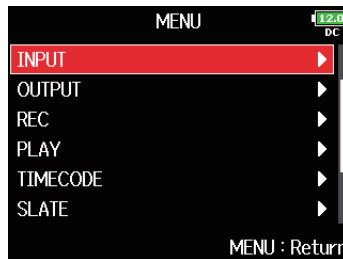 MENU
12.0
DC
INPUT
OUTPUT
REC
PLAY
TIMECODE
SLATE
MENU : Return